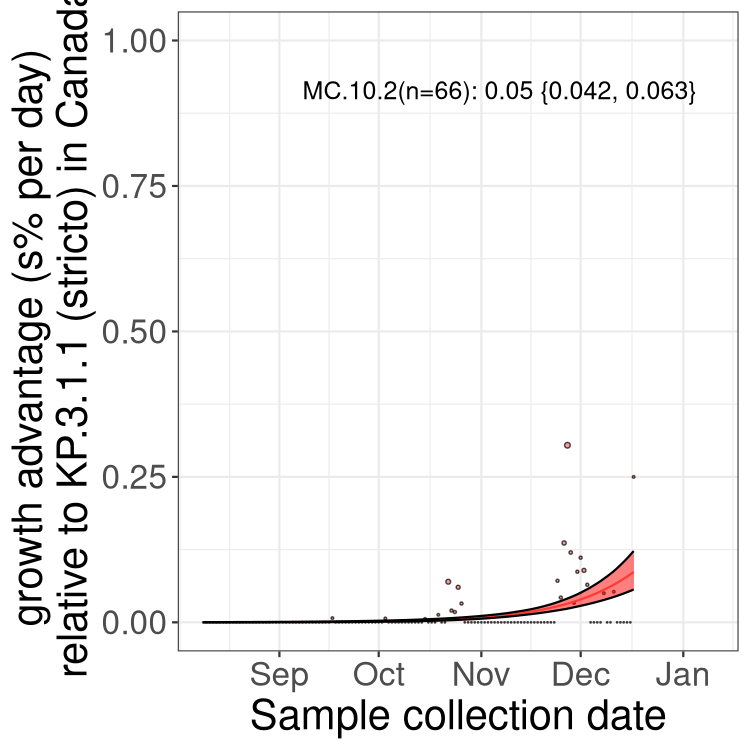 growth advantage (s% per day)
relative to KP.3.1.1 (stricto) in Canada
1.00
0.75
0.50
0.25
0.00
MC.10.2(n=66): 0.05 {0.042, 0.063}
Sep Oct Nov Dec Jan
Sample collection date